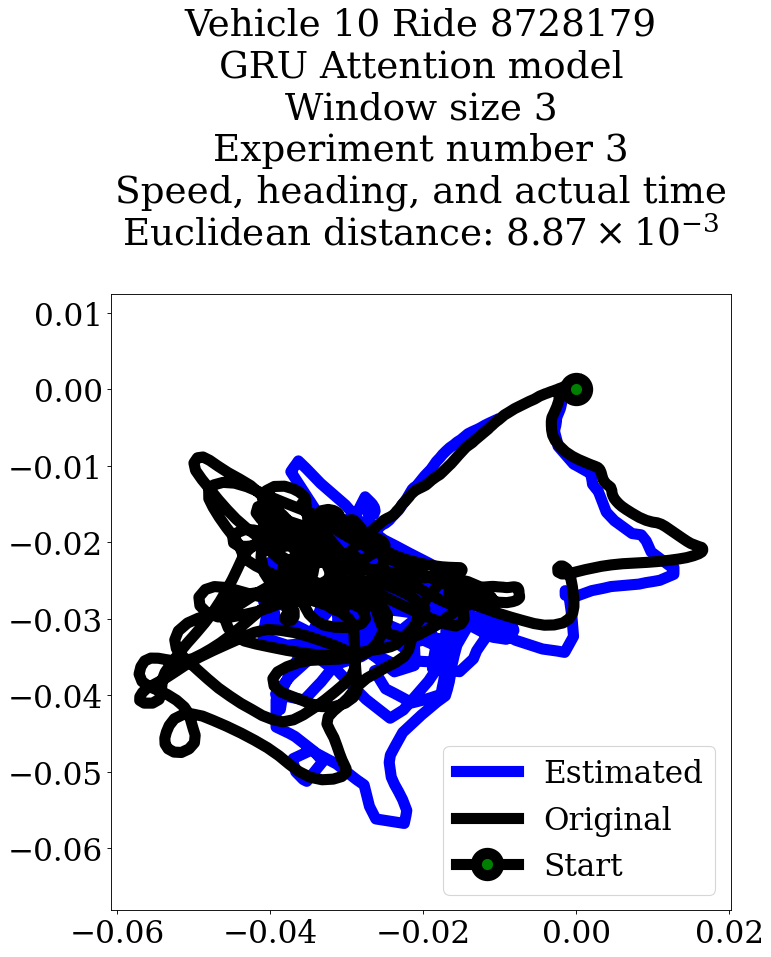 Vehicle 10 Ride 8728179
GRU Attention model
Window size 3
Experiment number 3
Speed, heading, and actual time
Euclidean distance: 8.87 × 10⁻³
0.01
0.00
−0.01
−0.02
−0.03
−0.04
−0.05
−0.06
Estimated
Original
Start
−0.06 −0.04 −0.02 0.00 0.02